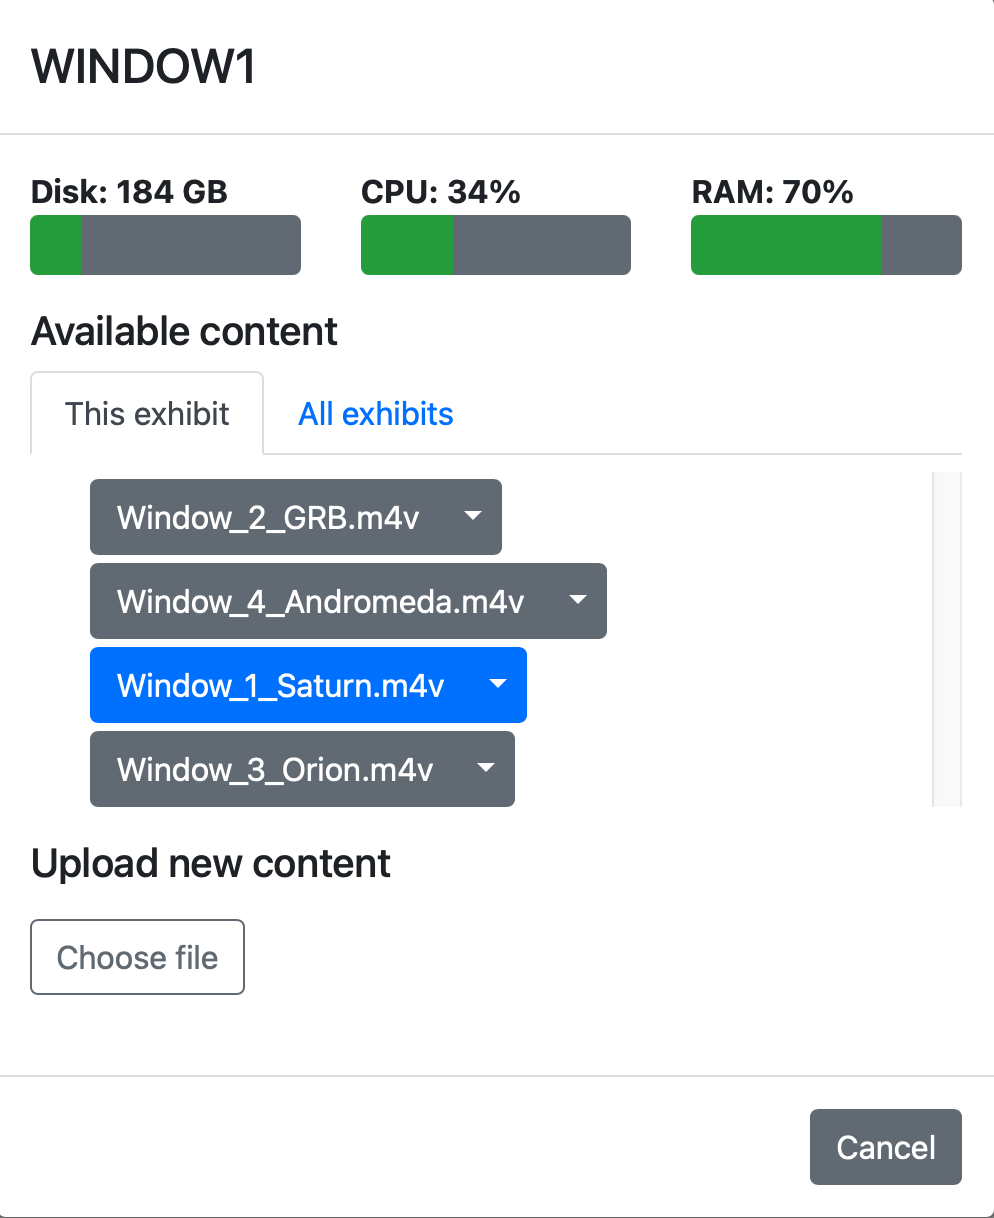 WINDOW1
Disk: 184 GB CPU: 34% RAM: 70%
Available content
This exhibit All exhibits
Window_2_GRB.m4v
Window_4_Andromeda.m4v
Window_1_Saturn.m4v
Window_3_Orion.m4v
Upload new content
Choose file
Cancel